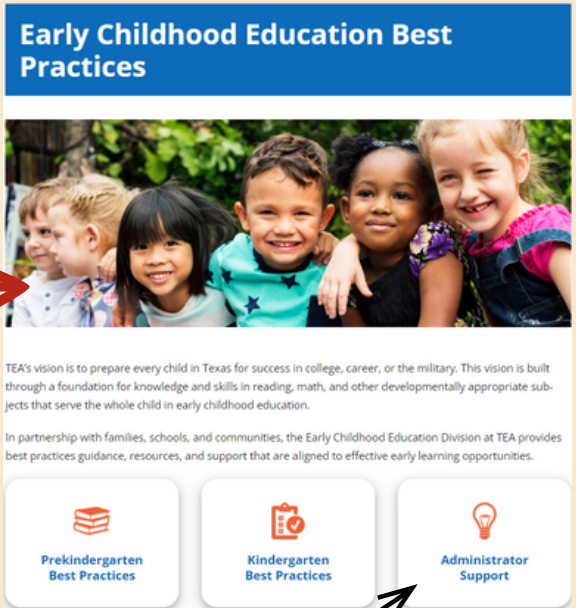 Early Childhood Education Best
Practices
TEA's vision is to prepare every child in Texas for success in college, career, or the military. This vision is built
through a foundation for knowledge and skills in reading, math, and other developmentally appropriate sub-
jects that serve the whole child in early childhood education.
In partnership with families, schools, and communities, the Early Childhood Education Division at TEA provides
best practices guidance, resources, and support that are aligned to effective early learning opportunities.
Prekindergarten
Best Practices
Kindergarten
Best Practices
Administrator
Support